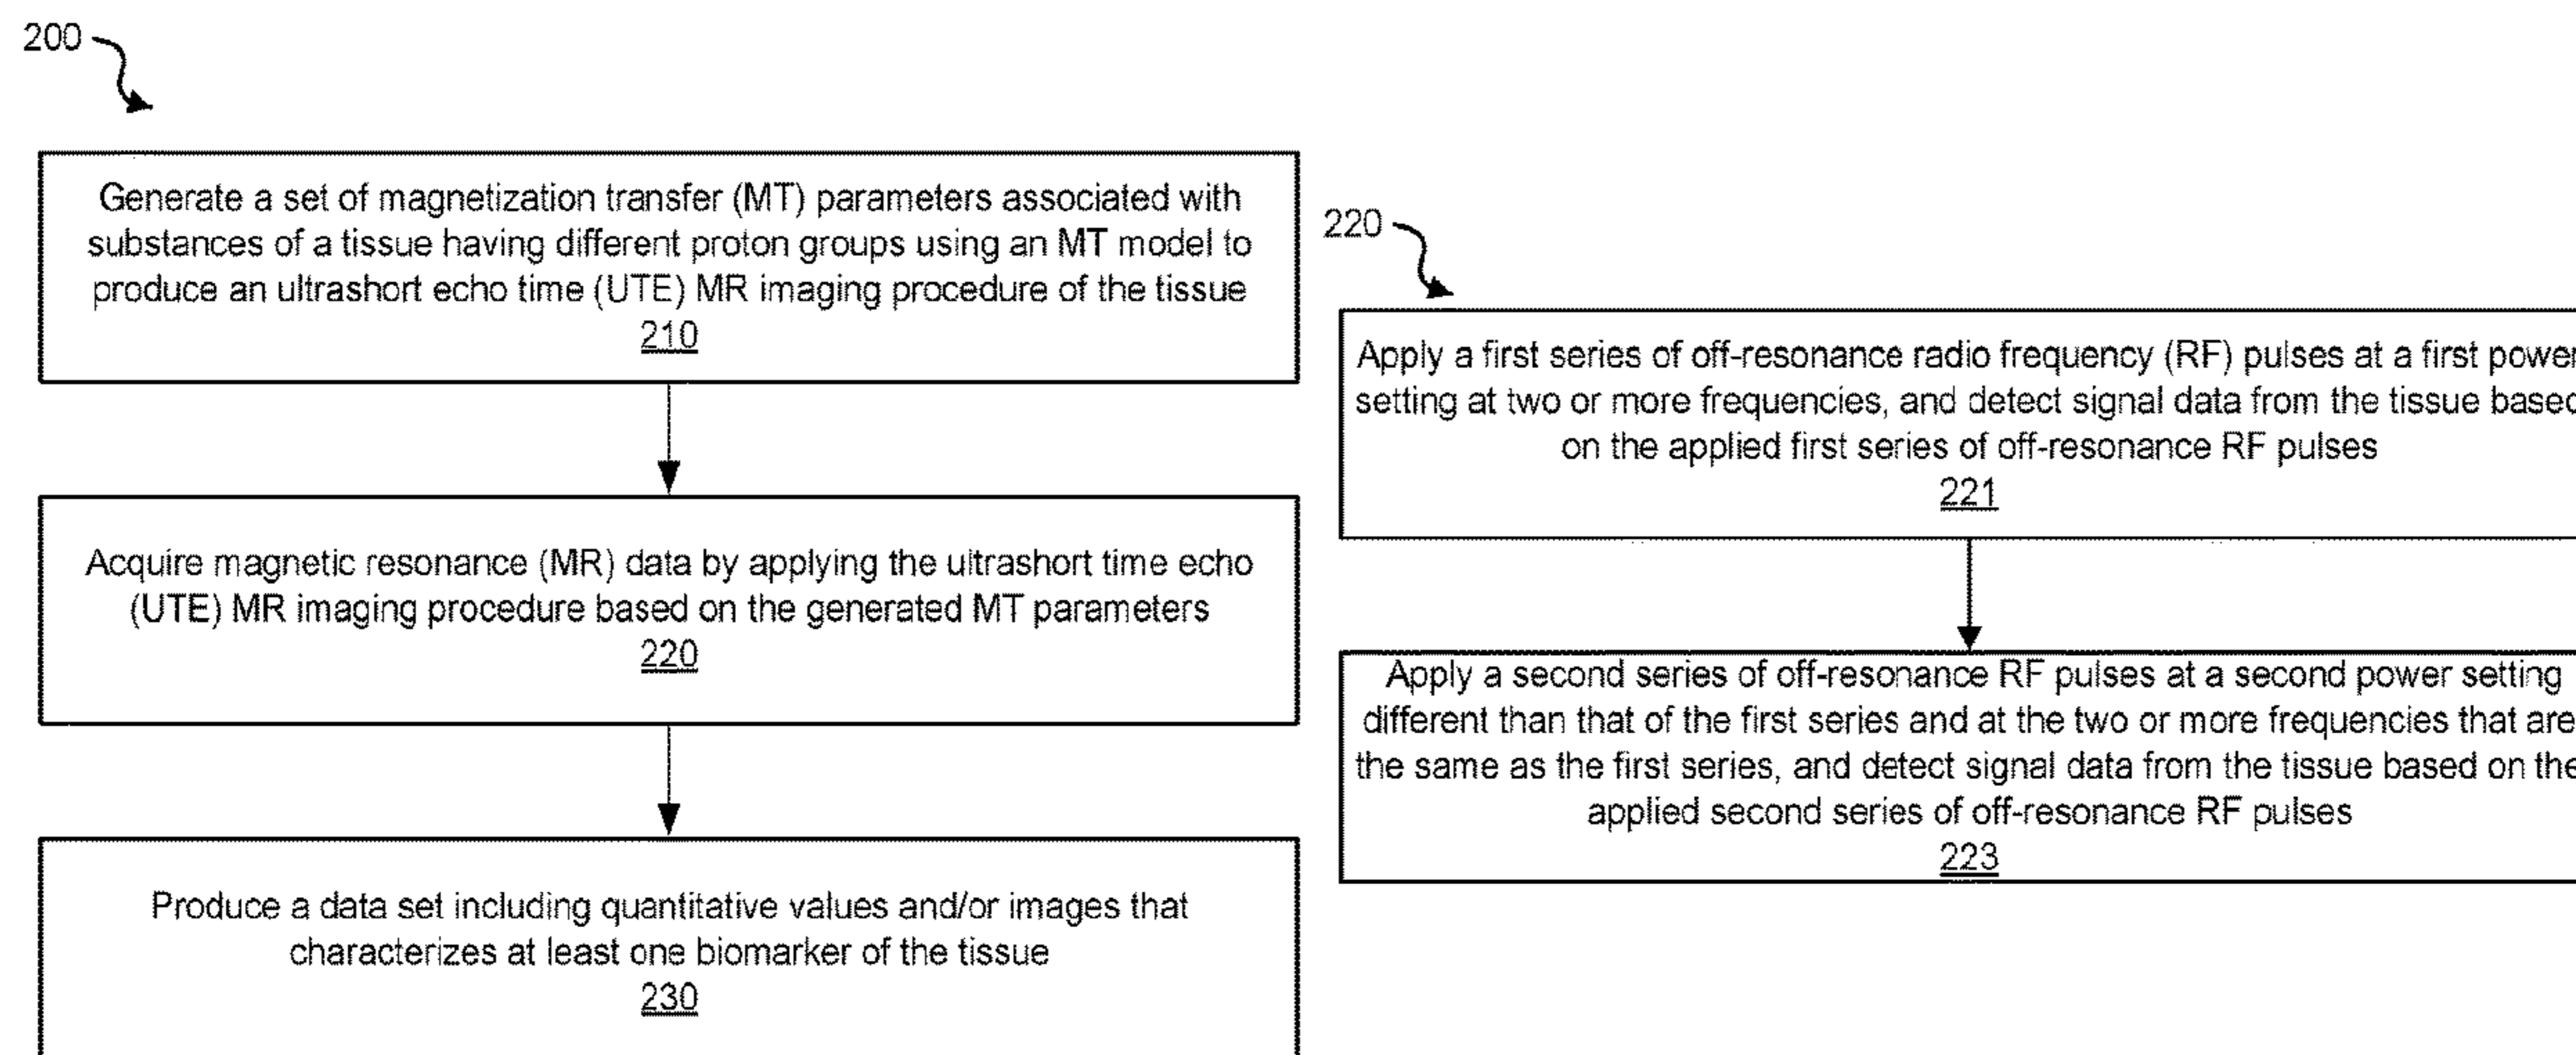 200
Generate a set of magnetization transfer (MT) parameters associated with
substances of a tissue having different proton groups using an MT model to
produce an ultrashort echo time (UTE) MR imaging procedure of the tissue
210
Acquire magnetic resonance (MR) data by applying the ultrashort time echo
(UTE) MR imaging procedure based on the generated MT parameters
220
Produce a data set including quantitative values and/or images that
characterizes at least one biomarker of the tissue
230
220
Apply a first series of off-resonance radio frequency (RF) pulses at a first power
setting at two or more frequencies, and detect signal data from the tissue based
on the applied first series of off-resonance RF pulses
221
Apply a second series of off-resonance RF pulses at a second power setting
different than that of the first series and at the two or more frequencies that are
the same as the first series, and detect signal data from the tissue based on the
applied second series of off-resonance RF pulses
223